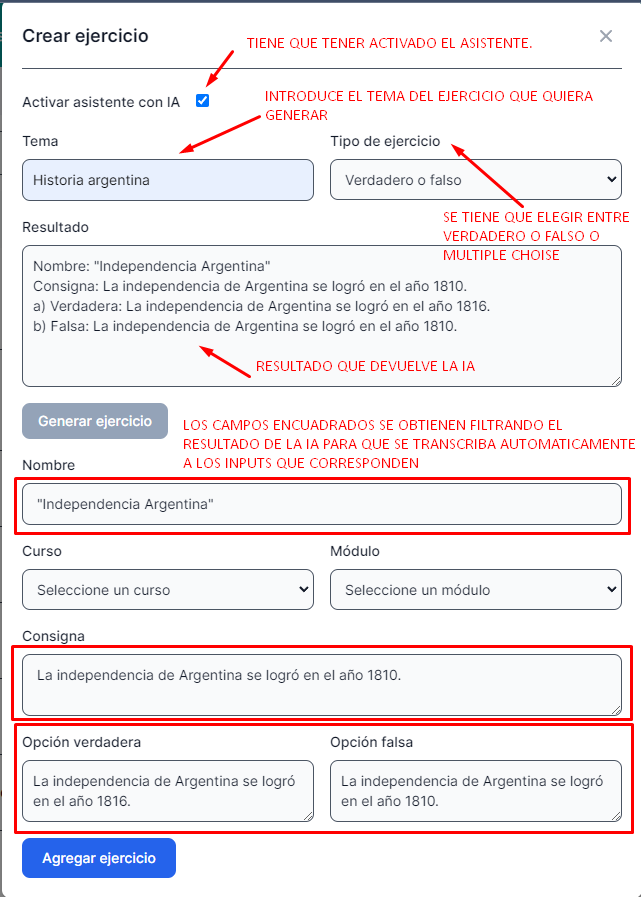 Crear ejercicio
TIENE QUE TENER ACTIVADO EL ASISTENTE.
Activar asistente con IA
INTRODUCE EL TEMA DEL EJERCICIO QUE QUIERA
GENERAR
Tema
Tipo de ejercicio
Historia argentina
Verdadero o falso
SE TIENE QUE ELEGIR ENTRE
VERDADERO O FALSO O
MULTIPLE CHOISE
Resultado
Nombre: "Independencia Argentina"
Consigna: La independencia de Argentina se logró en el año 1810.
a) Verdadera: La independencia de Argentina se logró en el año 1816.
b) Falsa: La independencia de Argentina se logró en el año 1810.
RESULTADO QUE DEVUELVE LA IA
Generar ejercicio
LOS CAMPOS ENCUADRADOS SE OBTIENEN FILTRANDO EL
RESULTADO DE LA IA PARA QUE SE TRANSCRIBA AUTOMATICAMENTE
A LOS INPUTS QUE CORRESPONDEN
Nombre
"Independencia Argentina"
Curso
Módulo
Seleccione un curso
Seleccione un módulo
Consigna
La independencia de Argentina se logró en el año 1810.
Opción verdadera
Opción falsa
La independencia de Argentina se logró
en el año 1816.
La independencia de Argentina se logró
en el año 1810.
Agregar ejercicio